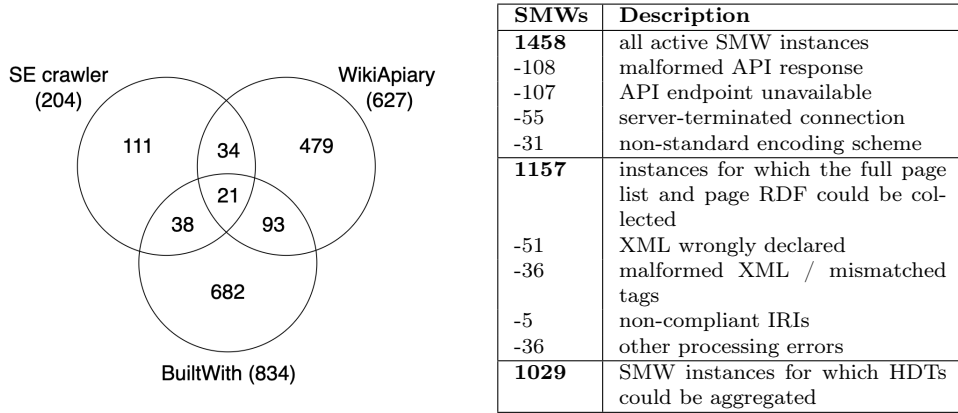 SE crawler
(204)
WikiApiary
(627)
111
34
479
21
38
93
682
BuiltWith (834)
SMWs Description
1458 all active SMW instances
-108 malformed API response
-107 API endpoint unavailable
-55 server-terminated connection
-31 non-standard encoding scheme
1157 instances for which the full page
list and page RDF could be col-
lected
-51 XML wrongly declared
-36 malformed XML / mismatched
tags
-5 non-compliant IRIs
-36 other processing errors
1029 SMW instances for which HDTs
could be aggregated